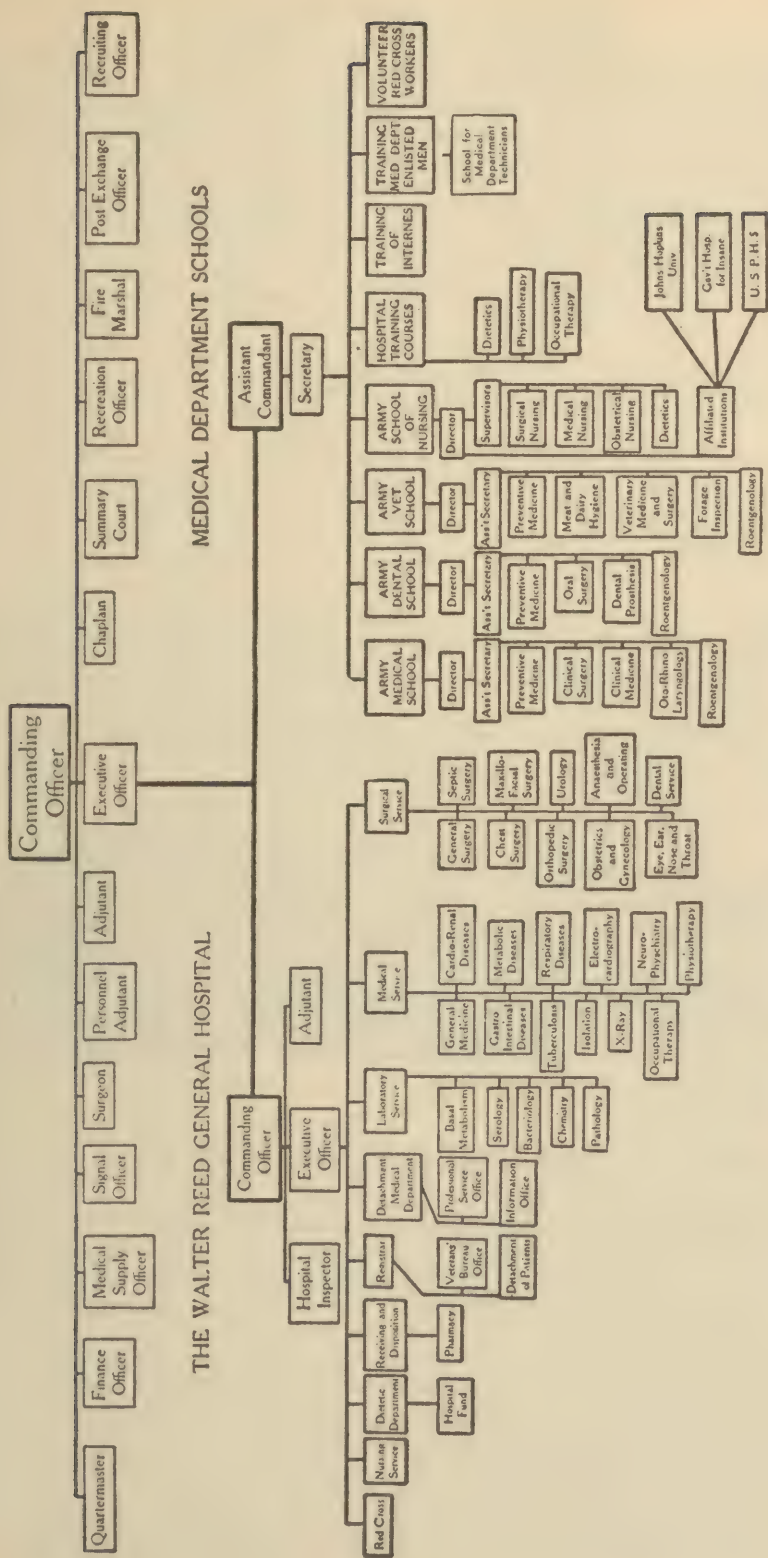 Commanding
Officer
Quartermaster
Finance
Officer
Medical
Supply
Officer
Signal
Officer
Surgeon
Personnel
Adjutant
Adjutant
Executive
Officer
Chaplain
Summary
Court
Recreation
Officer
Fire
Marshal
Post Exchange
Officer
Recruiting
Officer
THE WALTER REED GENERAL HOSPITAL
Commanding
Officer
Hospital
Inspector
Executive
Officer
Adjutant
Red Cross
Nursing
Service
Dietetic
Department
Hospital
Fund
Receiving and
Disposition
Pharmacy
Registrar
Veterans'
Bureau
Office
Detachment
of Patients
Detachment
Medical
Department
Professional
Service
Office
Information
Office
Laboratory
Service
Basal
Metabolism
Serology
Bacteriology
Chemistry
Pathology
Medical
Service
General
Medicine
Cardio-Renal
Diseases
Gastro
Intestinal
Diseases
Metabolic
Diseases
Tuberculosis
Respiratory
Diseases
Isolation
Electro-
cardiography
X-Ray
Neuro-
Physchiatry
Occupational
Therapy
Physiotherapy
Surgical
Service
General
Surgery
Septic
Surgery
Chest
Surgery
Maxillo-
Facial
Surgery
Orthopedic
Surgery
Urology
Obstetrics
and
Gynecology
Anaesthesia
and
Operating
Eye, Ear,
Nose and
Throat
Dental
Service
MEDICAL DEPARTMENT SCHOOLS
Assistant
Commandant
Secretary
ARMY
MEDICAL
SCHOOL
Director
Ass't Secretary
Preventive
Medicine
Clinical
Surgery
Clinical
Medicine
Oto-Rhino
Laryngology
Roentgenology
ARMY
DENTAL
SCHOOL
Director
Ass't Secretary
Preventive
Medicine
Oral
Surgery
Dental
Prosthesis
Roentgenology
ARMY
VET
SCHOOL
Director
Ass't Secretary
Preventive
Medicine
Meat and
Dairy
Hygiene
Veterinary
Medicine
and
Surgery
Forage
Inspection
Roentgenology
ARMY
SCHOOL
OF
NURSING
Director
Supervisors
Surgical
Nursing
Medical
Nursing
Obstetrical
Nursing
Dietetics
Affiliated
Institutions
Johns Hopkins
Univ
Gov't Hosp.
for Insane
U. S. P. H. S
HOSPITAL
TRAINING
COURSES
Dietetics
Physiotherapy
Occupational
Therapy
TRAINING
OF
INTERNES
TRAINING
MED DEPT
ENLISTED
MEN
School for
Medical
Department
Technicians
VOLUNTEER
RED CROSS
WORKERS